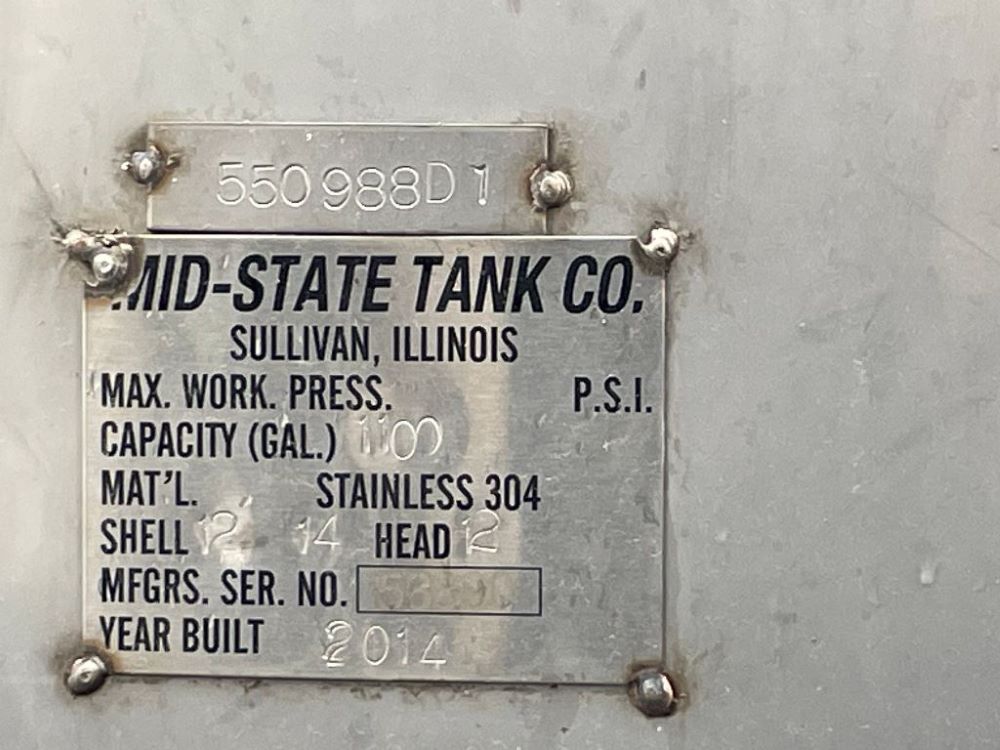 550988D1
MID-STATE TANK CO.
SULLIVAN, ILLINOIS
MAX. WORK. PRESS. P.S.I.
CAPACITY (GAL.) 1100
MAT'L. STAINLESS 304
SHELL 12 14 HEAD 12
MFGRS. SER. NO.
YEAR BUILT 2014